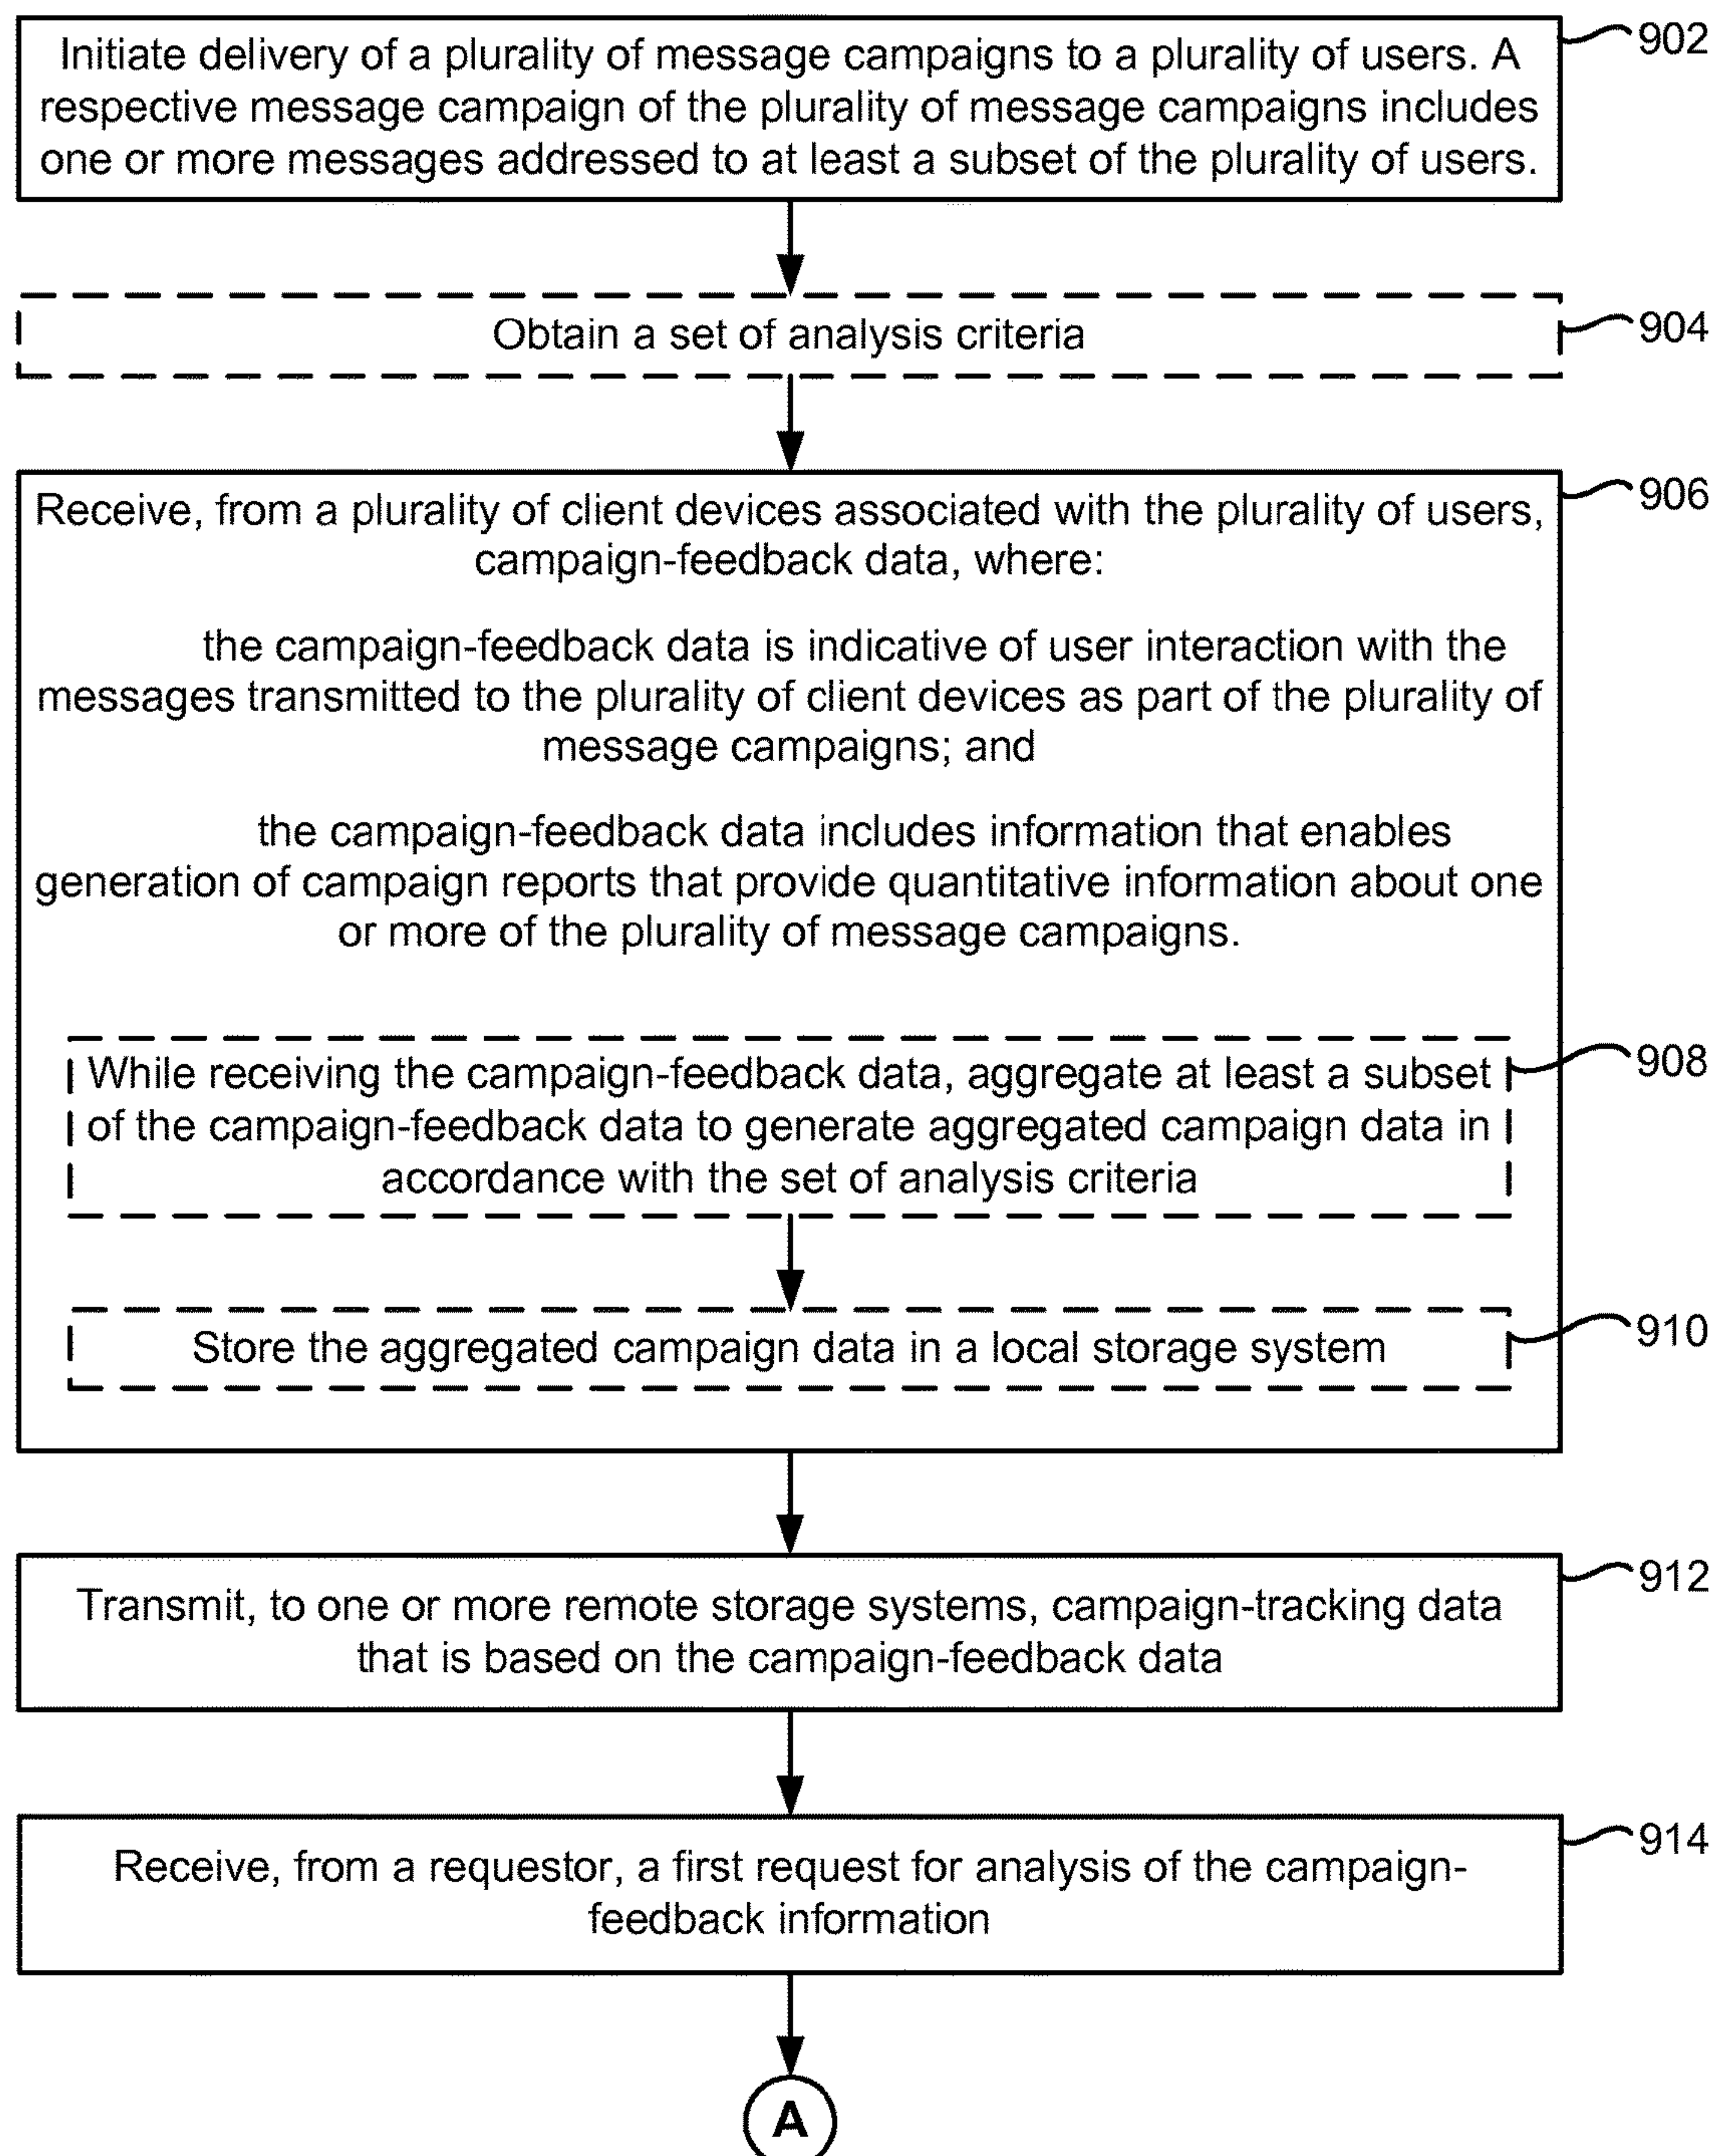 Initiate delivery of a plurality of message campaigns to a plurality of users. A
respective message campaign of the plurality of message campaigns includes
one or more messages addressed to at least a subset of the plurality of users.
902
Obtain a set of analysis criteria
904
Receive, from a plurality of client devices associated with the plurality of users,
campaign-feedback data, where:
906
the campaign-feedback data is indicative of user interaction with the
messages transmitted to the plurality of client devices as part of the plurality of
message campaigns; and
the campaign-feedback data includes information that enables
generation of campaign reports that provide quantitative information about one
or more of the plurality of message campaigns.
While receiving the campaign-feedback data, aggregate at least a subset
of the campaign-feedback data to generate aggregated campaign data in
accordance with the set of analysis criteria
908
Store the aggregated campaign data in a local storage system
910
Transmit, to one or more remote storage systems, campaign-tracking data
that is based on the campaign-feedback data
912
Receive, from a requestor, a first request for analysis of the campaign-
feedback information
914
A